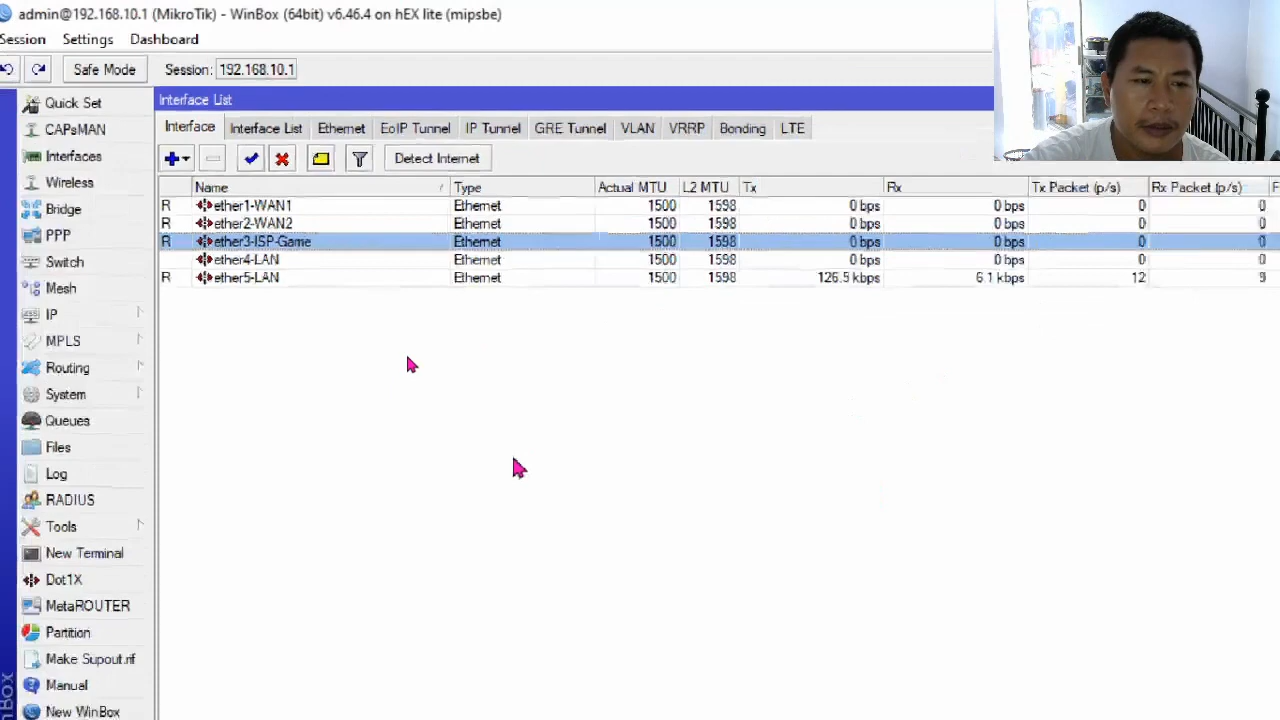 admin@192.168.10.1 (MikroTik) - WinBox (64bit) v6.46.4 on hEX lite (mipsbe)
Session Settings Dashboard
Safe Mode Session: 192.168.10.1
Interface List
Interface Interface List Ethernet EoIP Tunnel IP Tunnel GRE Tunnel VLAN VRRP Bonding LTE
Detect Internet
Name / Type Actual MTU L2 MTU Tx Rx Tx Packet (p/s) Rx Packet (p/s) F
R ether1-WAN1 Ethernet 1500 1598 0 bps 0 bps 0 0
R ether2-WAN2 Ethernet 1500 1598 0 bps 0 bps 0 0
R ether3-ISP-Game Ethernet 1500 1598 0 bps 0 bps 0 0
ether4-LAN Ethernet 1500 1598 0 bps 0 bps 0 0
R ether5-LAN Ethernet 1500 1598 126.5 kbps 6.1 kbps 12 9
Quick Set
CAPsMAN
Interfaces
Wireless
Bridge
PPP
Switch
Mesh
IP
MPLS
Routing
System
Queues
Files
Log
RADIUS
Tools
New Terminal
Dot1X
MetaROUTER
Partition
Make Supout.rif
Manual
New WinBox
Box